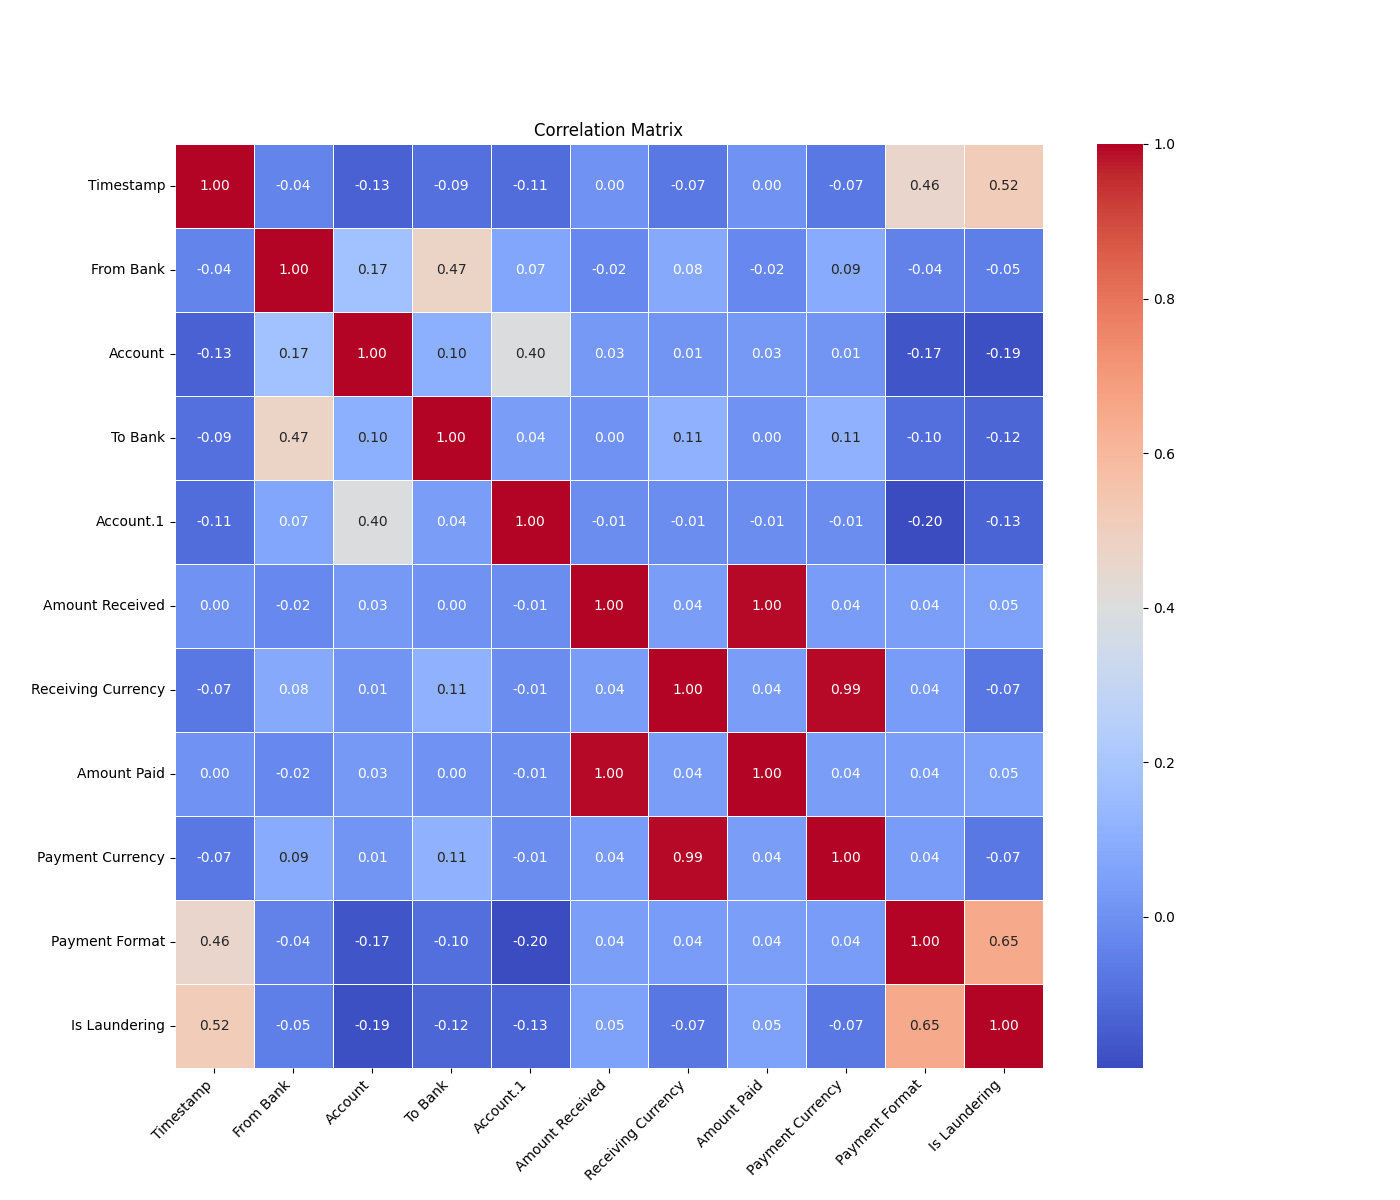 Correlation Matrix
Timestamp 1.00 -0.04 -0.13 -0.09 -0.11 0.00 -0.07 0.00 -0.07 0.46 0.52
From Bank -0.04 1.00 0.17 0.47 0.07 -0.02 0.08 -0.02 0.09 -0.04 -0.05
Account -0.13 0.17 1.00 0.10 0.40 0.03 0.01 0.03 0.01 -0.17 -0.19
To Bank -0.09 0.47 0.10 1.00 0.04 0.00 0.11 0.00 0.11 -0.10 -0.12
Account.1 -0.11 0.07 0.40 0.04 1.00 -0.01 -0.01 -0.01 -0.01 -0.20 -0.13
Amount Received 0.00 -0.02 0.03 0.00 -0.01 1.00 0.04 1.00 0.04 0.04 0.05
Receiving Currency -0.07 0.08 0.01 0.11 -0.01 0.04 1.00 0.04 0.99 0.04 -0.07
Amount Paid 0.00 -0.02 0.03 0.00 -0.01 1.00 0.04 1.00 0.04 0.04 0.05
Payment Currency -0.07 0.09 0.01 0.11 -0.01 0.04 0.99 0.04 1.00 0.04 -0.07
Payment Format 0.46 -0.04 -0.17 -0.10 -0.20 0.04 0.04 0.04 0.04 1.00 0.65
Is Laundering 0.52 -0.05 -0.19 -0.12 -0.13 0.05 -0.07 0.05 -0.07 0.65 1.00
Timestamp
From Bank
Account
To Bank
Account.1
Amount Received
Receiving Currency
Amount Paid
Payment Currency
Payment Format
Is Laundering
1.0
0.8
0.6
0.4
0.2
0.0